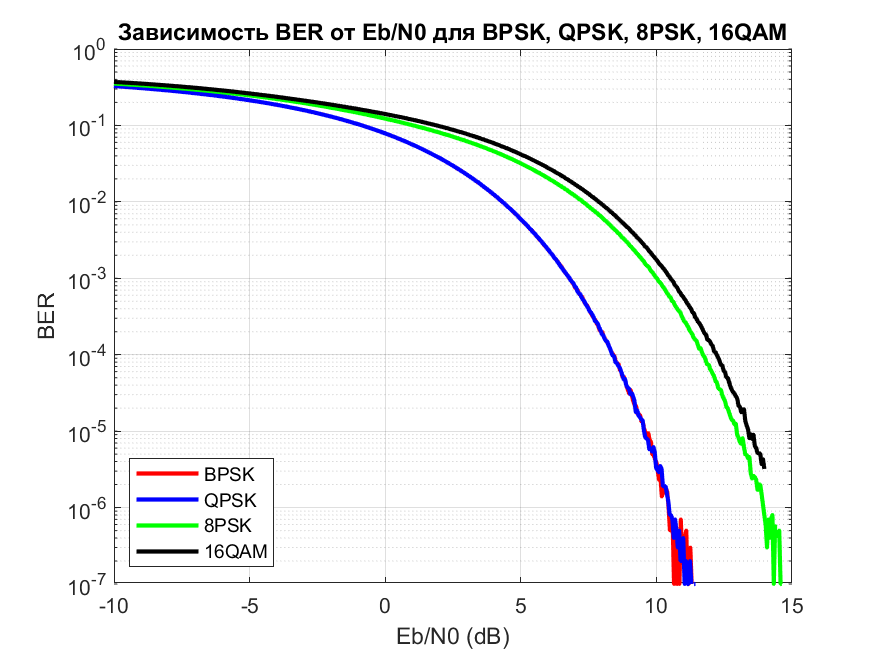 Зависимость BER от Eb/N0 для BPSK, QPSK, 8PSK, 16QAM
10^0
10^-1
10^-2
10^-3
10^-4
10^-5
10^-6
10^-7
BER
BPSK
QPSK
8PSK
16QAM
-10 -5 0 5 10 15
Eb/N0 (dB)